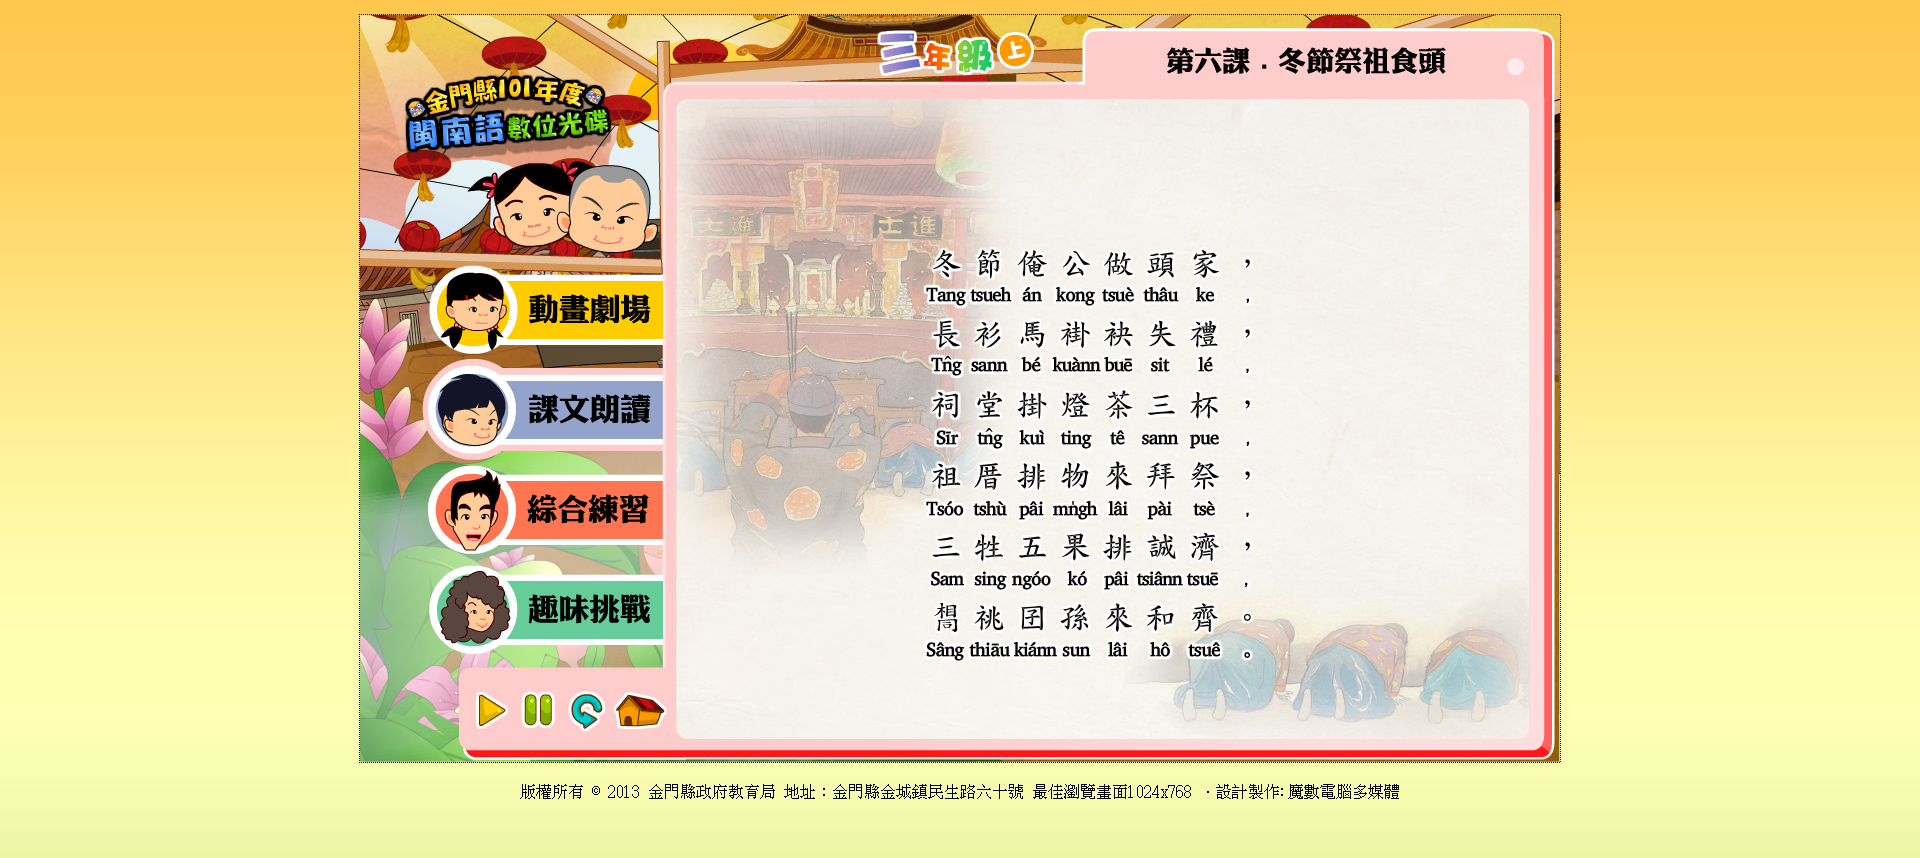 三年級上
第六課．冬節祭祖食頭
金門縣101年度
閩南語數位光碟
進士
進士
動畫劇場
課文朗讀
綜合練習
趣味挑戰
冬節俺公做頭家，
Tang tsueh án kong tsuè thâu ke ,
長衫馬褂袂失禮，
Tn̂g sann bé kuànn buē sit lé ,
祠堂掛燈茶三杯，
Sīr tn̂g kuì ting tê sann pue ,
祖厝排物來拜祭，
Tsóo tshù pâi mn̍gh lâi pài tsè ,
三牲五果排誠濟，
Sam sing ngóo kó pâi tsiânn tsuē ,
祧囝孫來和齊。
Sâng thiāu kiánn sun lâi hô tsuê 。
版權所有 © 2013 金門縣政府教育局 地址：金門縣金城鎮民生路六十號 最佳瀏覽畫面1024x768 ．設計製作: 魔數電腦多媒體